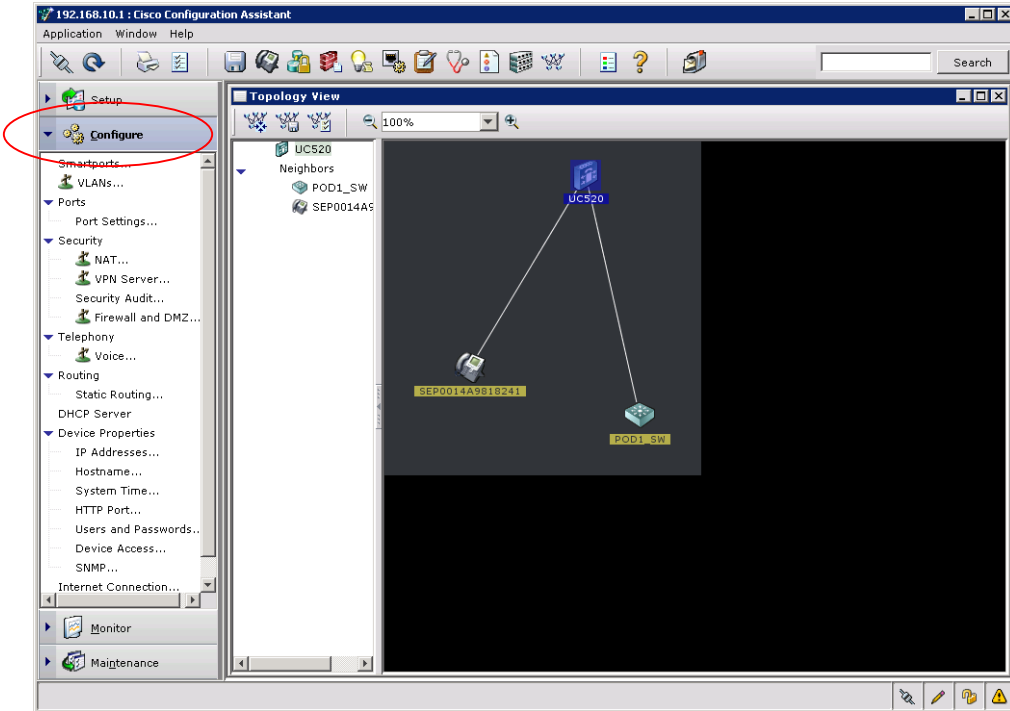 192.168.10.1 : Cisco Configuration Assistant
Application Window Help
Search
Setup
Configure
Smartports...
VLANs...
Ports
Port Settings...
Security
NAT...
VPN Server...
Security Audit...
Firewall and DMZ...
Telephony
Voice...
Routing
Static Routing...
DHCP Server
Device Properties
IP Addresses...
Hostname...
System Time...
HTTP Port...
Users and Passwords..
Device Access...
SNMP...
Internet Connection...
Monitor
Maintenance
Topology View
100%
UC520
Neighbors
POD1_SW
SEP0014A9
UC520
SEP0014A9818241
POD1_SW